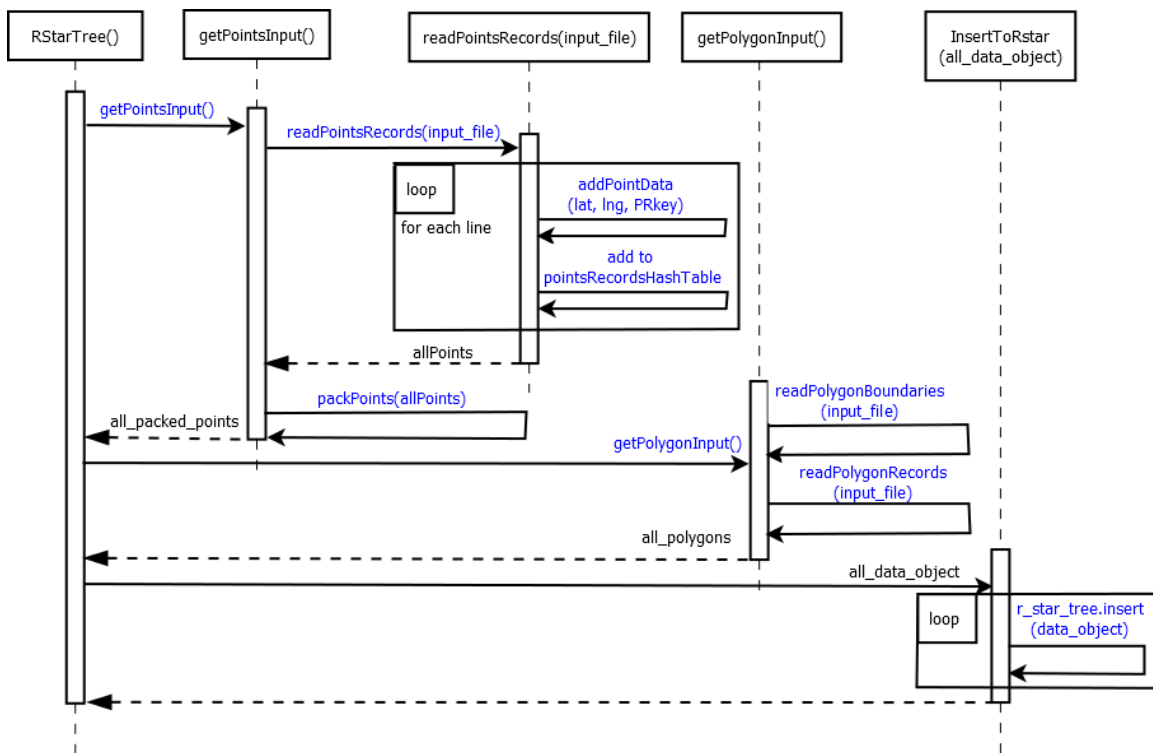 RStarTree()
getPointsInput()
readPointsRecords(input_file)
getPolygonInput()
InsertToRstar
(all_data_object)
getPointsInput()
readPointsRecords(input_file)
loop
for each line
addPointData
(lat, lng, PRkey)
add to
pointsRecordsHashTable
allPoints
packPoints(allPoints)
all_packed_points
readPolygonBoundaries
(input_file)
getPolygonInput()
readPolygonRecords
(input_file)
all_polygons
all_data_object
loop
r_star_tree.insert
(data_object)